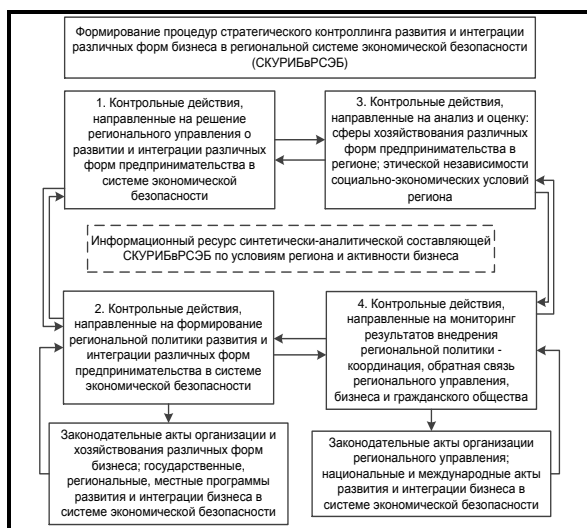 Формирование процедур стратегического контроллинга развития и интеграции
различных форм бизнеса в региональной системе экономической безопасности
(СКУРИБвРСЭБ)
1. Контрольные действия,
направленные на решение
регионального управления о
развитии и интеграции различных
форм предпринимательства в
системе экономической
безопасности
3. Контрольные действия,
направленные на анализ и оценку:
сферы хозяйствования различных
форм предпринимательства в
регионе; этической независимости
социально-экономических условий
региона
Информационный ресурс синтетически-аналитической составляющей
СКУРИБвРСЭБ по условиям региона и активности бизнеса
2. Контрольные действия,
направленные на формирование
региональной политики развития и
интеграции различных форм
предпринимательства в системе
экономической безопасности
4. Контрольные действия,
направленные на мониторинг
результатов внедрения
региональной политики -
координация, обратная связь
регионального управления,
бизнеса и гражданского общества
Законодательные акты организации и
хозяйствования различных форм
бизнеса; государственные,
региональные, местные программы
развития и интеграции бизнеса в
системе экономической безопасности
Законодательные акты организации
регионального управления;
национальные и международные акты
развития и интеграции бизнеса в
системе экономической безопасности